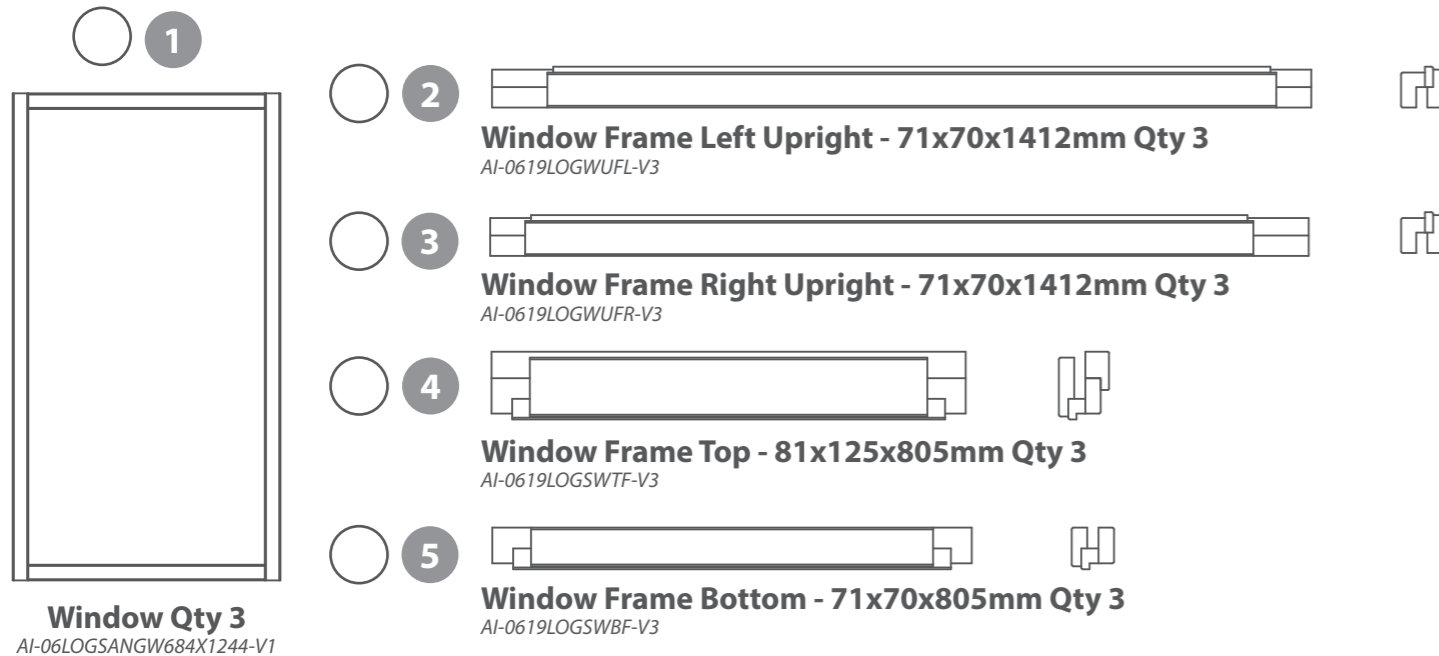 1
Window Qty 3
AI-06LOGSANGW684X1244-V1
2
Window Frame Left Upright - 71x70x1412mm Qty 3
AI-0619LOGWUFL-V3
3
Window Frame Right Upright - 71x70x1412mm Qty 3
AI-0619LOGWUFR-V3
4
Window Frame Top - 81x125x805mm Qty 3
AI-0619LOGSWTF-V3
5
Window Frame Bottom - 71x70x805mm Qty 3
AI-0619LOGSWBF-V3